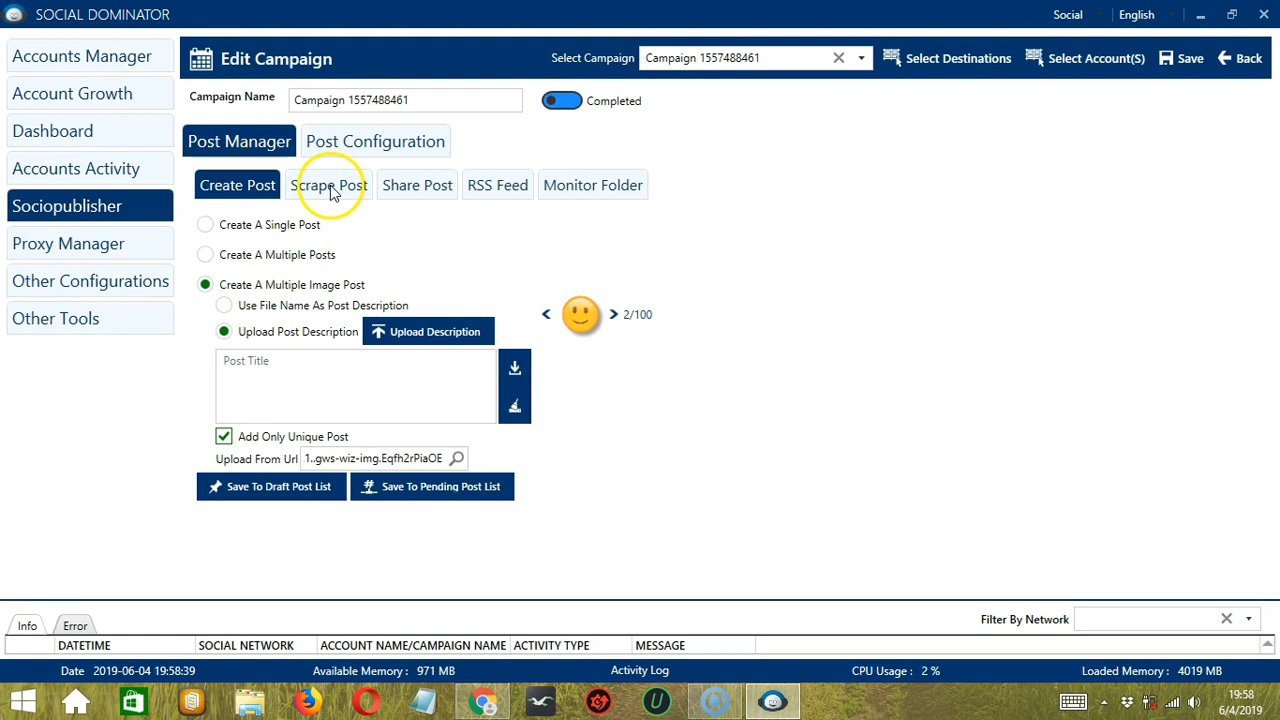 SOCIAL DOMINATOR
Social
English
Accounts Manager
Account Growth
Dashboard
Accounts Activity
Sociopublisher
Proxy Manager
Other Configurations
Other Tools
Edit Campaign
Select Campaign
Campaign 1557488461
Select Destinations
Select Account(S)
Save
Back
Campaign Name
Campaign 1557488461
Completed
Post Manager
Post Configuration
Create Post
Scrape Post
Share Post
RSS Feed
Monitor Folder
Create A Single Post
Create A Multiple Posts
Create A Multiple Image Post
Use File Name As Post Description
Upload Post Description
Upload Description
Post Title
Add Only Unique Post
Upload From Url
1..gws-wiz-img.Eqfh2rPiaOE
Save To Draft Post List
Save To Pending Post List
2/100
Info
Error
Filter By Network
DATETIME
SOCIAL NETWORK
ACCOUNT NAME/CAMPAIGN NAME
ACTIVITY TYPE
MESSAGE
Date 2019-06-04 19:58:39
Available Memory : 971 MB
Activity Log
CPU Usage : 2 %
Loaded Memory : 4019 MB
19:58
6/4/2019